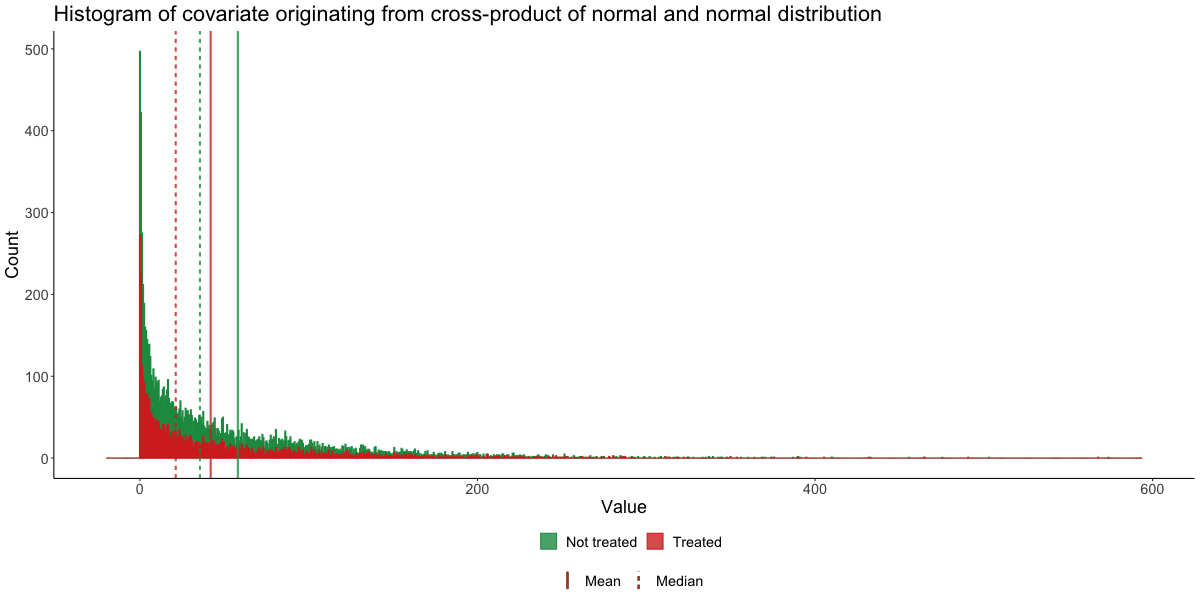 Histogram of covariate originating from cross-product of normal and normal distribution
500
400
300
200
100
0
Count
0 200 400 600
Value
Not treated Treated
Mean Median